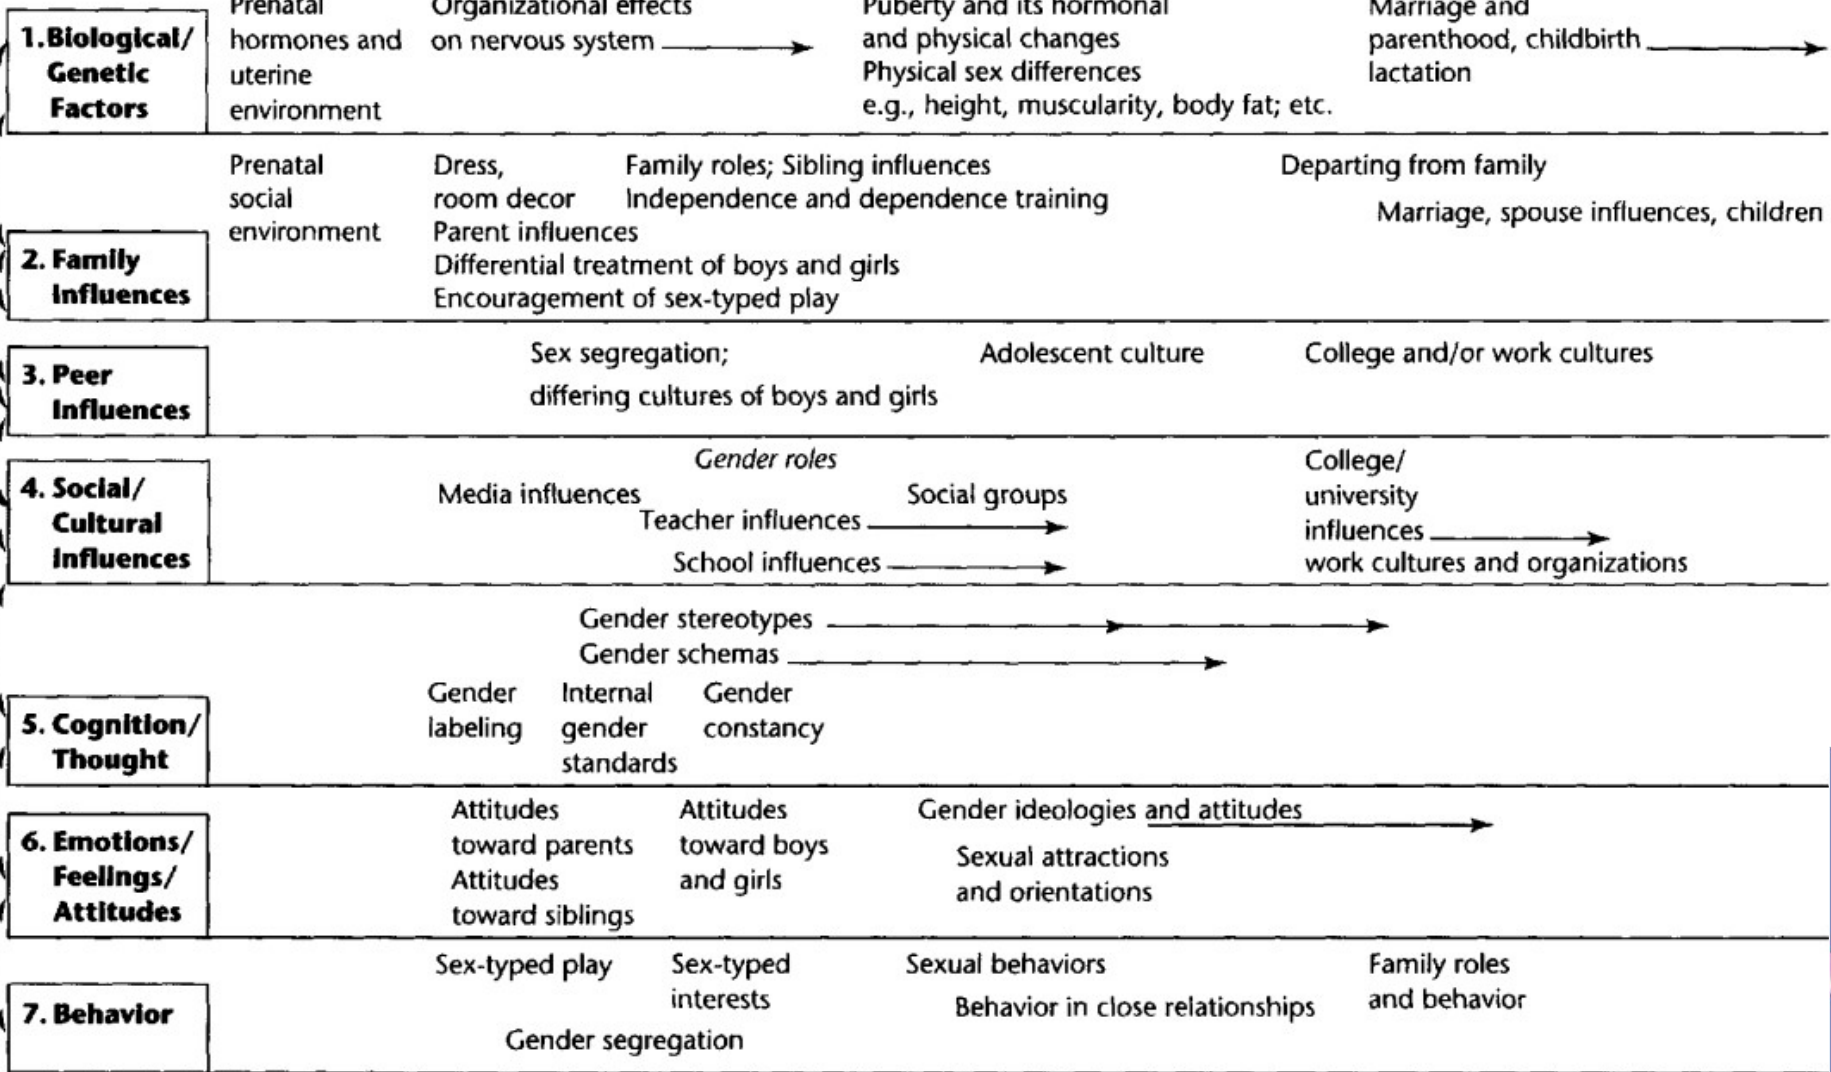 Prenatal
hormones and
uterine
environment
Organizational effects
on nervous system
Puberty and its hormonal
and physical changes
Physical sex differences
e.g., height, muscularity, body fat; etc.
Marriage and
parenthood, childbirth
lactation
1. Biological/
Genetic
Factors
Prenatal
social
environment
Dress,
room decor
Parent influences
Differential treatment of boys and girls
Encouragement of sex-typed play
Family roles; Sibling influences
Independence and dependence training
Departing from family
Marriage, spouse influences, children
2. Family
Influences
3. Peer
Influences
Sex segregation;
differing cultures of boys and girls
Adolescent culture
College and/or work cultures
4. Social/
Cultural
Influences
Gender roles
Media influences
Teacher influences
School influences
Social groups
College/
university
influences
work cultures and organizations
Gender stereotypes
Gender schemas
5. Cognition/
Thought
Gender
labeling
Internal
gender
standards
Gender
constancy
6. Emotions/
Feelings/
Attitudes
Attitudes
toward parents
Attitudes
toward siblings
Attitudes
toward boys
and girls
Gender ideologies and attitudes
Sexual attractions
and orientations
7. Behavior
Sex-typed play
Sex-typed
interests
Gender segregation
Sexual behaviors
Behavior in close relationships
Family roles
and behavior